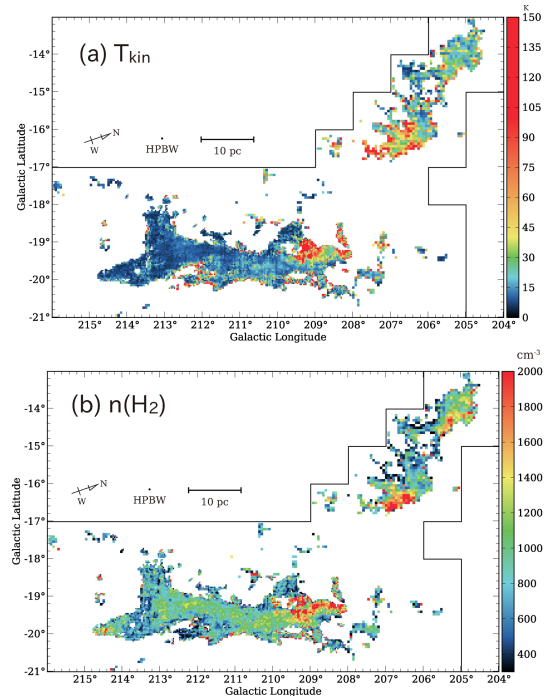 K
150
(a) Tkin
135
120
105
90
75
60
45
30
15
0
-13°
-14°
-15°
-16°
-17°
-18°
-19°
-20°
-21°
Galactic Latitude
N
W
HPBW
10 pc
215° 214° 213° 212° 211° 210° 209° 208° 207° 206° 205° 204°
Galactic Longitude
cm⁻³
2000
(b) n(H₂)
1800
1600
1400
1200
1000
800
600
400
-14°
-15°
-16°
-17°
-18°
-19°
-20°
-21°
Galactic Latitude
N
W
HPBW
10 pc
215° 214° 213° 212° 211° 210° 209° 208° 207° 206° 205° 204°
Galactic Longitude